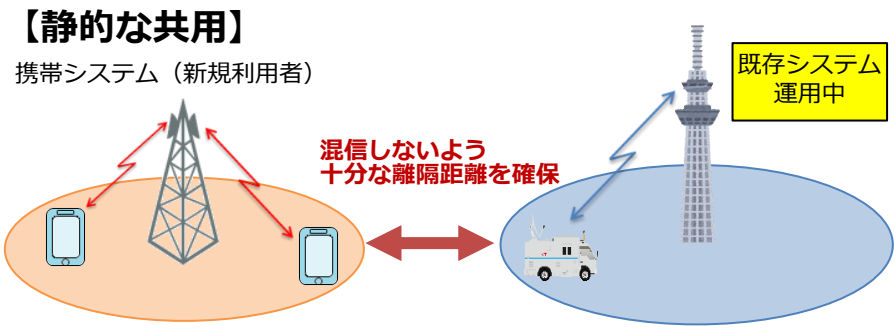 【静的な共用】
携帯システム（新規利用者）
既存システム
運用中
混信しないよう
十分な離隔距離を確保